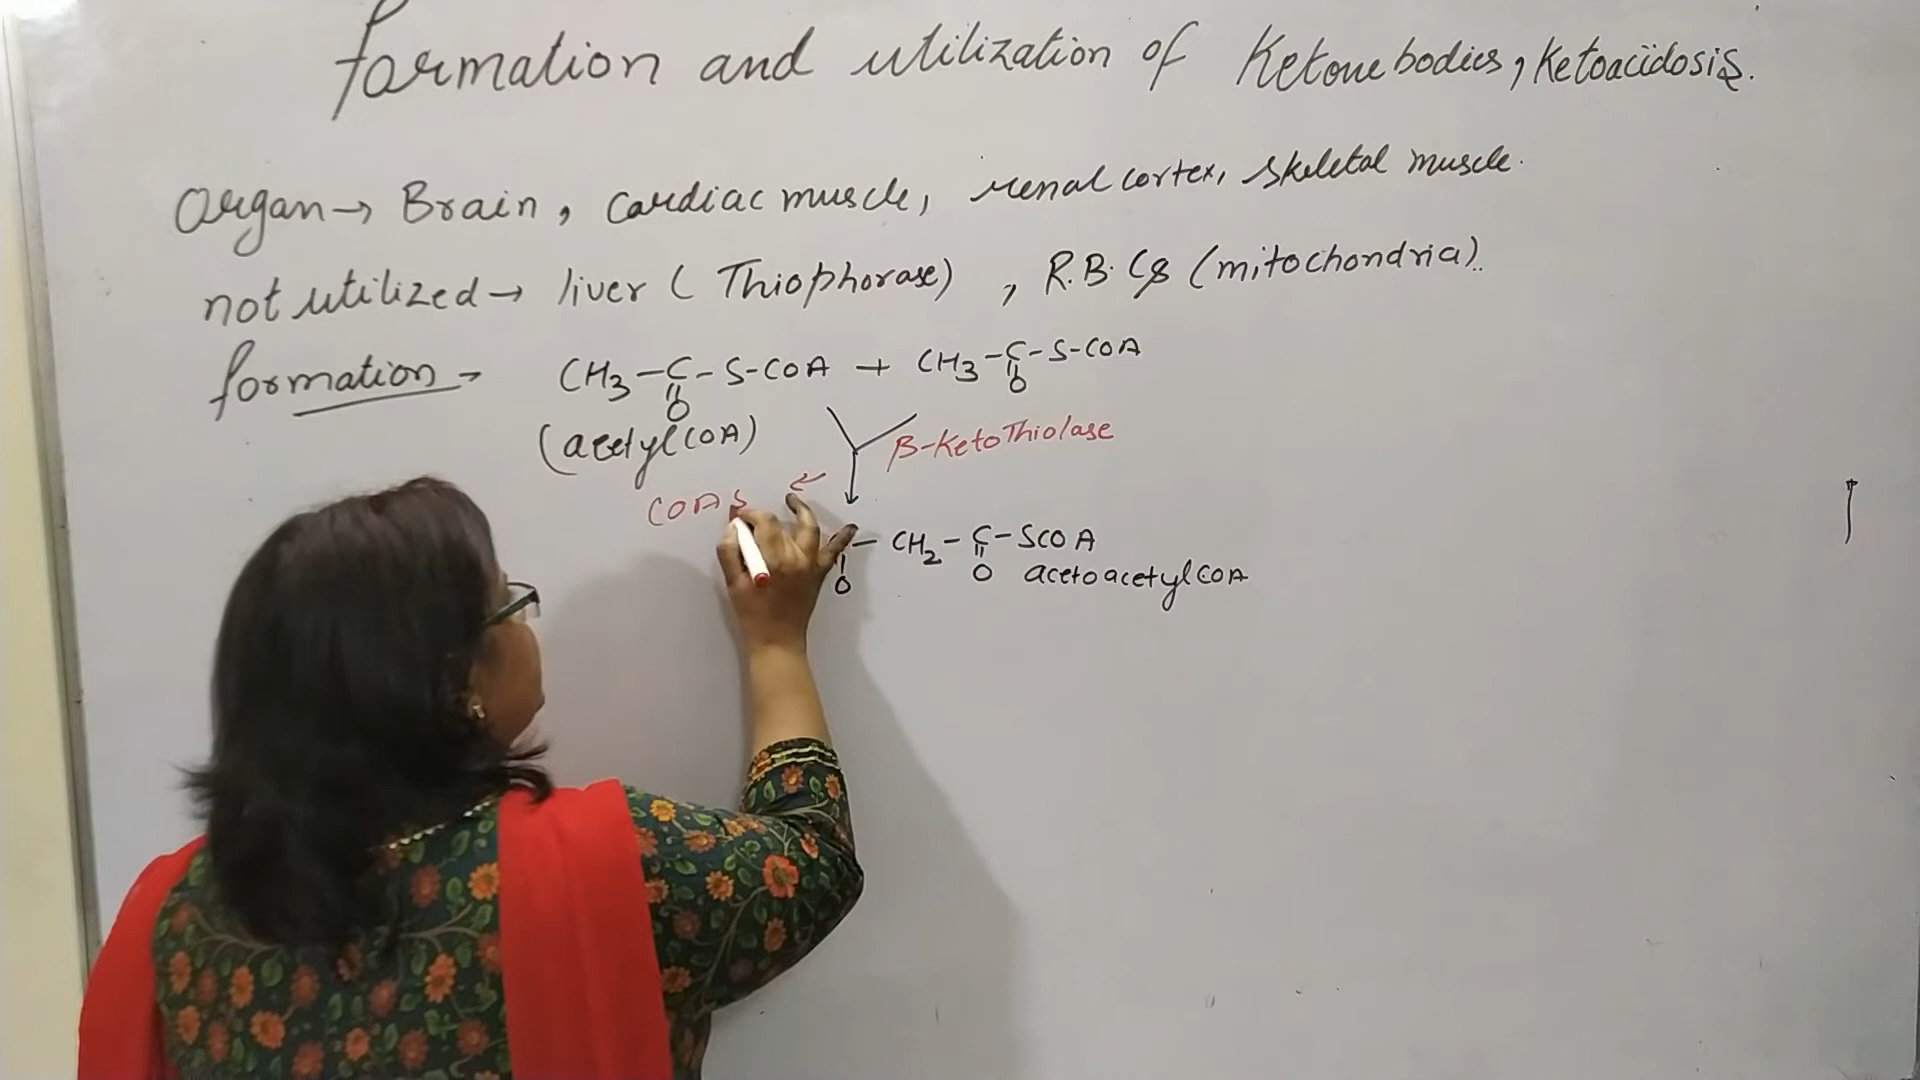 Formation and utilization of Ketone bodies, Ketoacidosis.
Organ→ Brain, cardiac muscle, renal cortex, skeletal muscle.
not utilized→ liver ( Thiophorase) , R.B.Cs (mitochondria)..
formation→ CH3-C-S-COA + CH3-C-S-COA
O O
(acetyl COA)
β-KetoThiolase
COAS
- CH2-C-SCOA
O O acetoacetyl COA